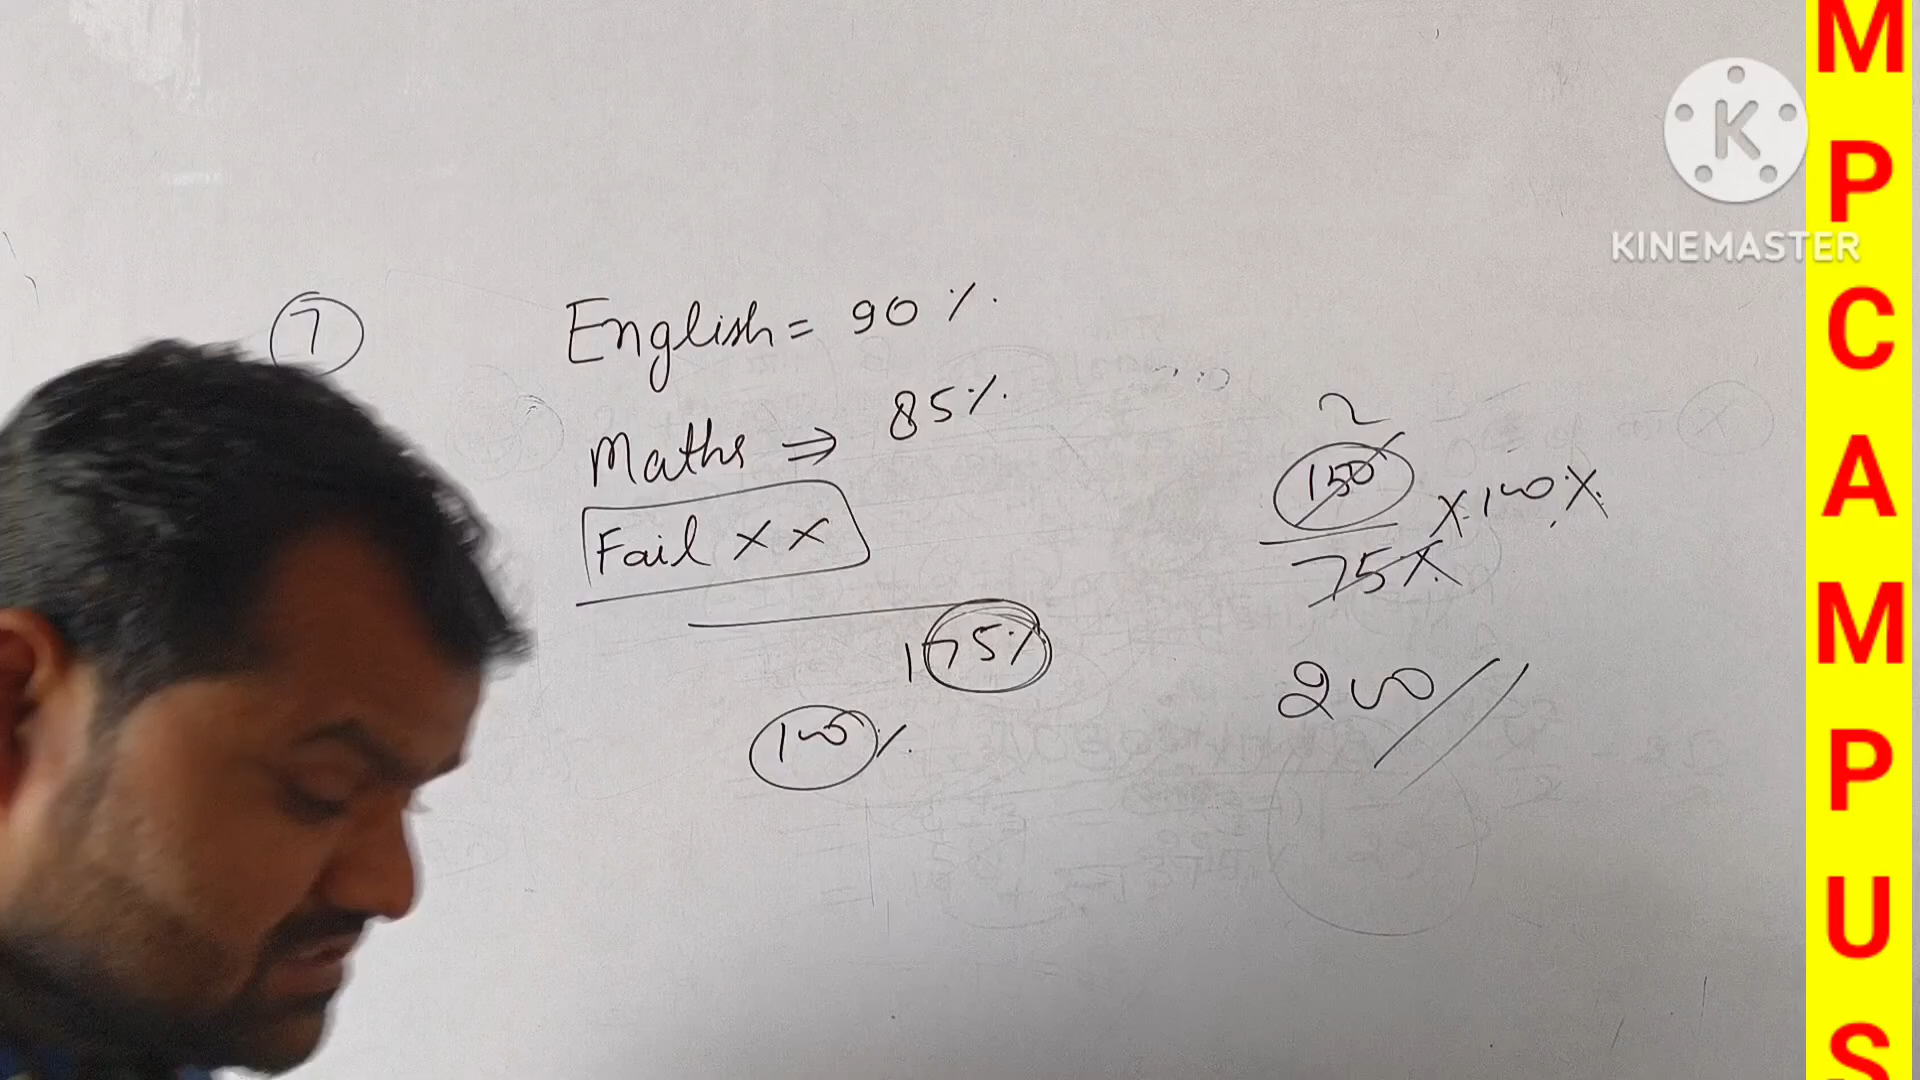 7
English = 90%
Maths ⇒ 85%
Fail × ×
175%
100%
2
150
75% × 100%
200//
K
KINEMASTER
MPCAMPUS